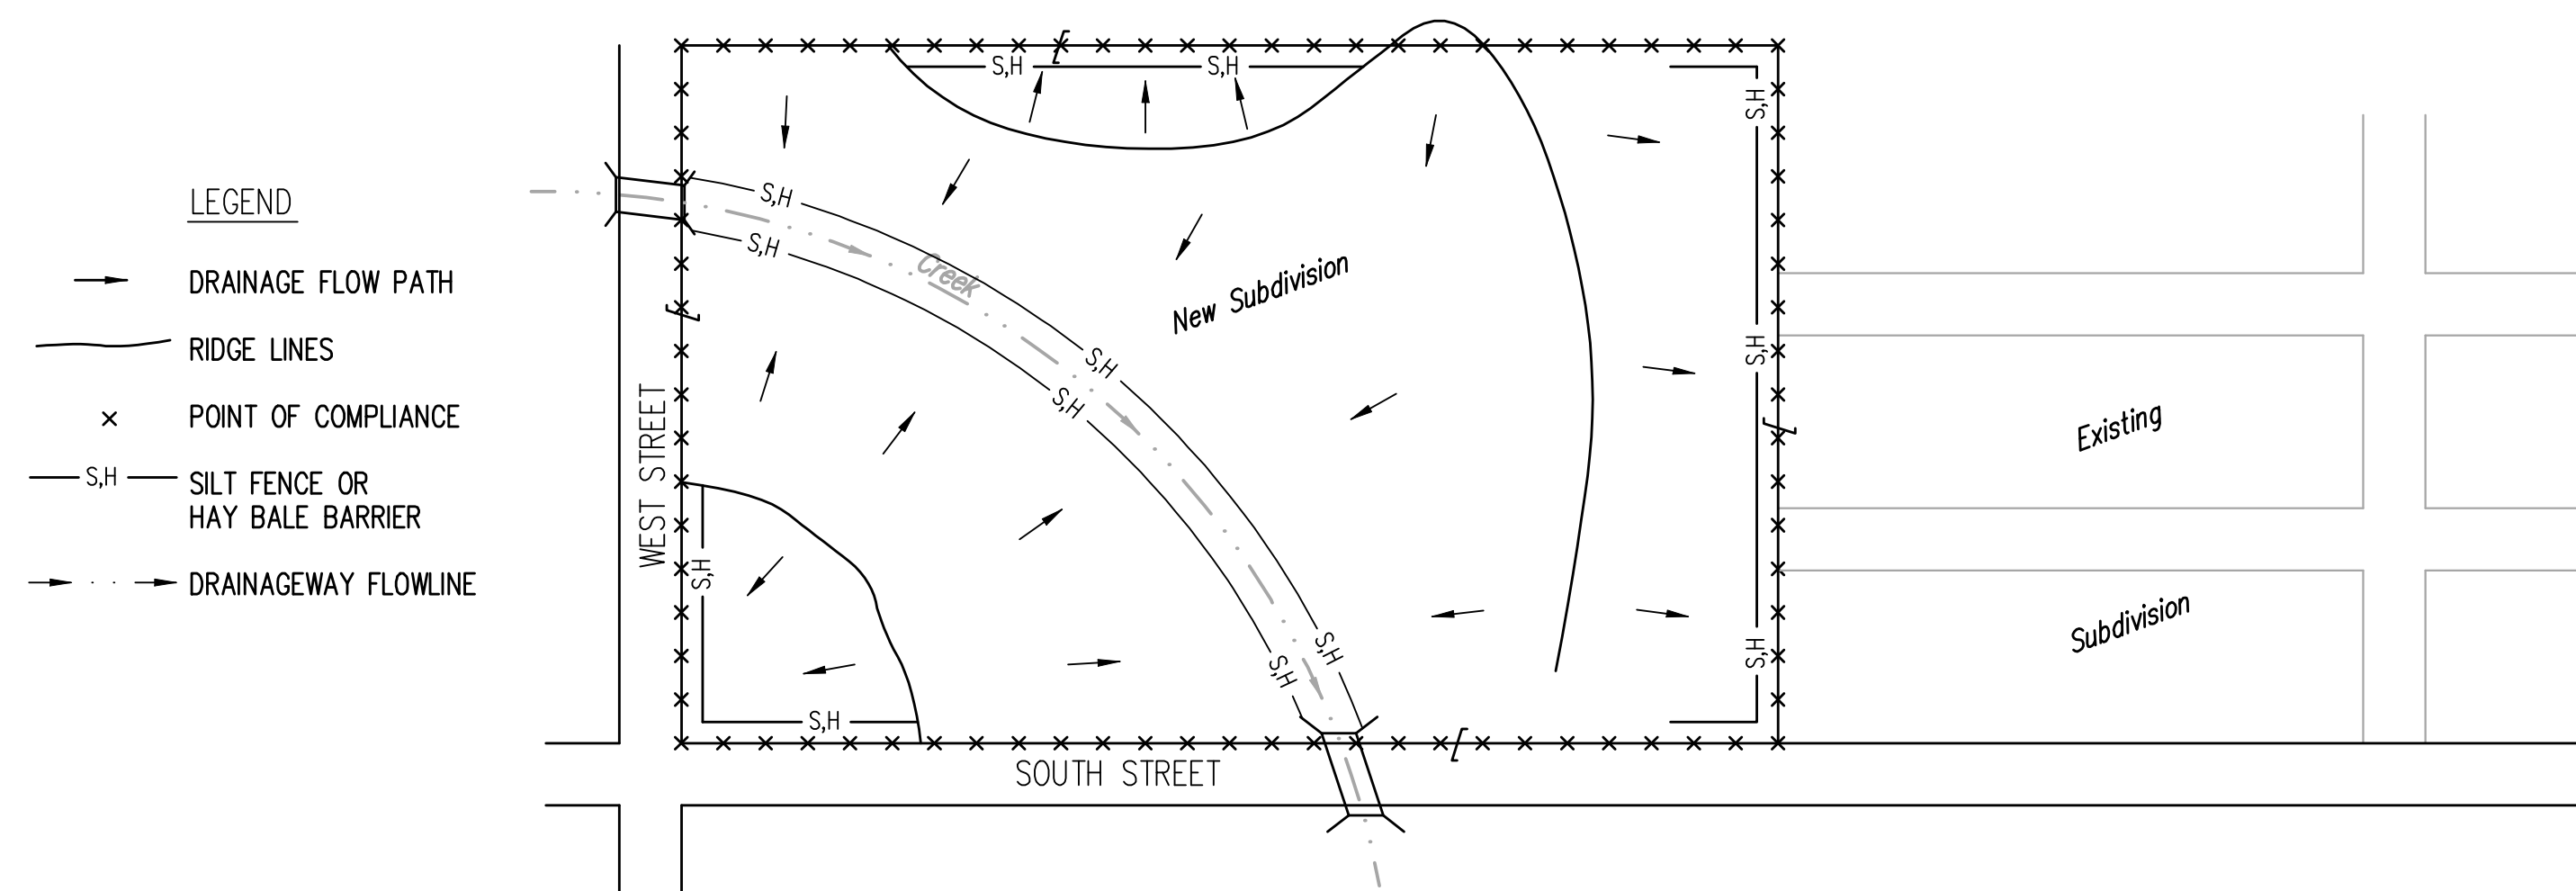 LEGEND
DRAINAGE FLOW PATH
RIDGE LINES
POINT OF COMPLIANCE
S,H
SILT FENCE OR
HAY BALE BARRIER
DRAINAGEWAY FLOWLINE
S,H
S,H
S,H
S,H
S,H
Creek
New Subdivision
S,H
S,H
S,H
WEST STREET
Existing
S,H
Subdivision
S,H
S,H
S,H
S,H
SOUTH STREET